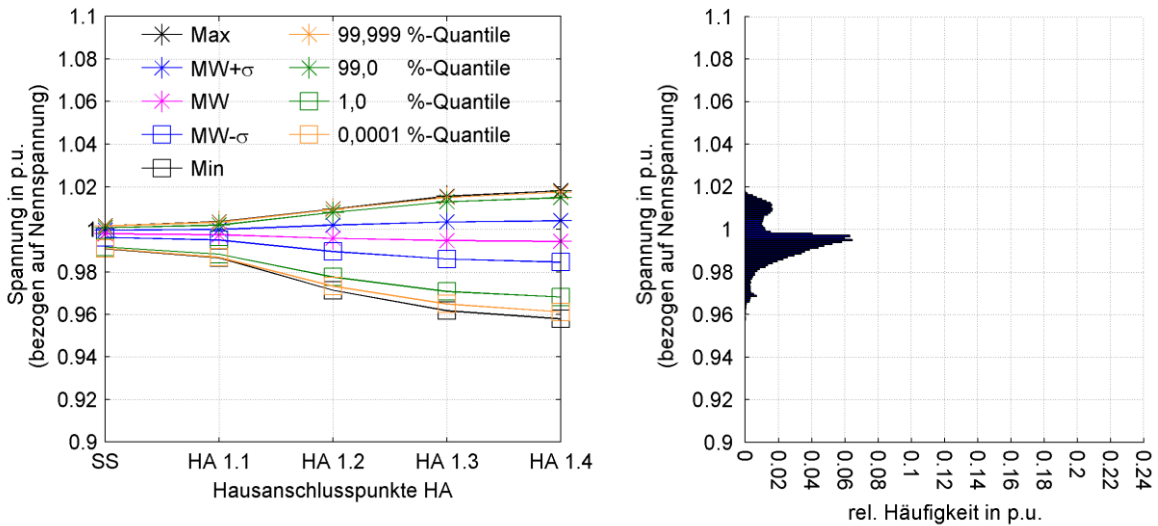 Spannung in p.u.
(bezogen auf Nennspannung)
1.1
1.08
1.06
1.04
1.02
1
0.98
0.96
0.94
0.92
0.9
Max
MW+σ
MW
MW-σ
Min
99,999 %-Quantile
99,0 %-Quantile
1,0 %-Quantile
0,0001 %-Quantile
SS
HA 1.1
HA 1.2
HA 1.3
HA 1.4
Hausanschlusspunkte HA
Spannung in p.u.
(bezogen auf Nennspannung)
1.1
1.08
1.06
1.04
1.02
1
0.98
0.96
0.94
0.92
0.9
0
0.02
0.04
0.06
0.08
0.1
0.12
0.14
0.16
0.18
0.2
0.22
0.24
rel. Häufigkeit in p.u.